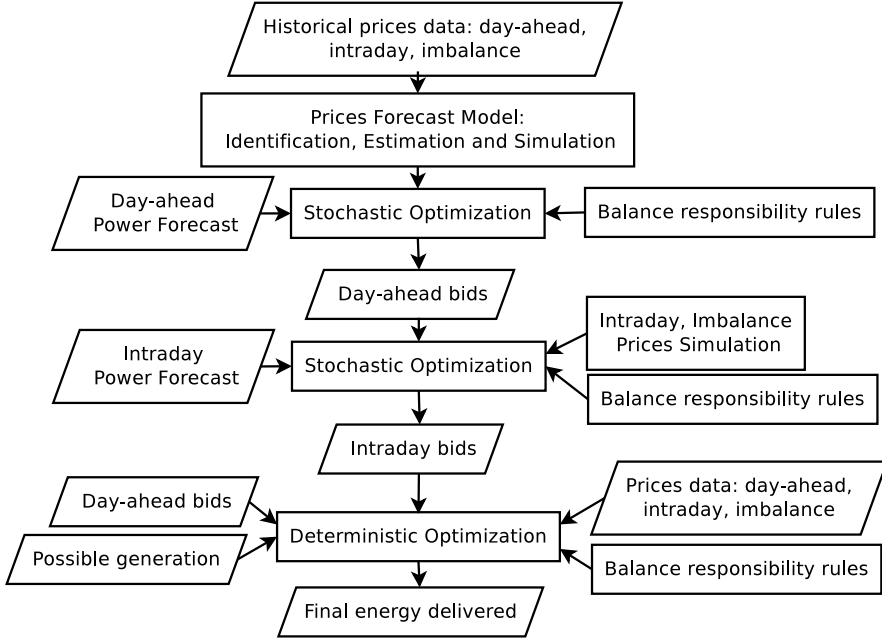 Historical prices data: day-ahead,
intraday, imbalance
Prices Forecast Model:
Identification, Estimation and Simulation
Day-ahead
Power Forecast
Stochastic Optimization
Balance responsibility rules
Day-ahead bids
Intraday
Power Forecast
Stochastic Optimization
Intraday, Imbalance
Prices Simulation
Balance responsibility rules
Intraday bids
Day-ahead bids
Possible generation
Deterministic Optimization
Prices data: day-ahead,
intraday, imbalance
Balance responsibility rules
Final energy delivered